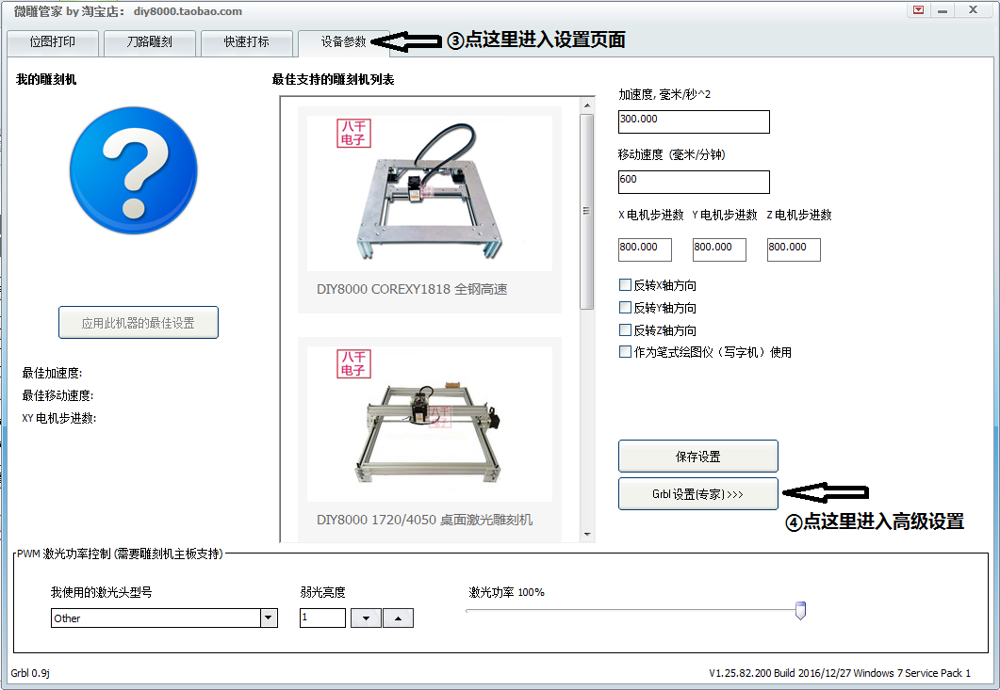 微雕管家 by 淘宝店： diy8000.taobao.com
位图打印
刀路雕刻
快速打标
设备参数
③点这里进入设置页面
我的雕刻机
最佳支持的雕刻机列表
应用此机器的最佳设置
最佳加速度:
最佳移动速度:
XY 电机步进数:
八千
电子
DIY8000 COREXY1818 全钢高速
八千
电子
八千
电子
DIY8000 1720/4050 桌面激光雕刻机
加速度, 毫米/秒^2
300.000
移动速度（毫米/分钟)
600
X 电机步进数 Y 电机步进数 Z 电机步进数
800.000 800.000 800.000
反转X轴方向
反转Y轴方向
反转Z轴方向
作为笔式绘图仪（写字机）使用
保存设置
Grbl 设置(专家) >>>
④点这里进入高级设置
PWM 激光功率控制 (需要雕刻机主板支持)
我使用的激光头型号
Other
弱光亮度
1
激光功率 100%
Grbl 0.9j
V1.25.82.200 Build 2016/12/27 Windows 7 Service Pack 1